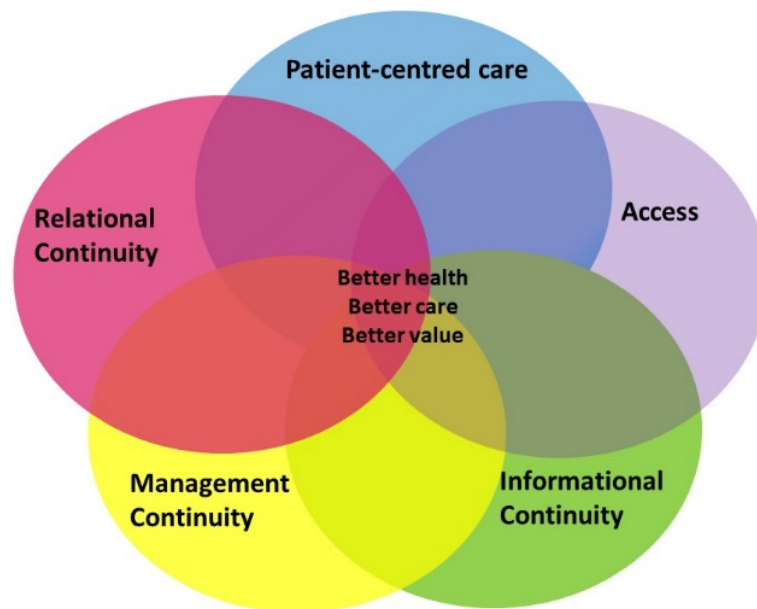 Patient-centred care
Relational
Continuity
Access
Better health
Better care
Better value
Management
Continuity
Informational
Continuity